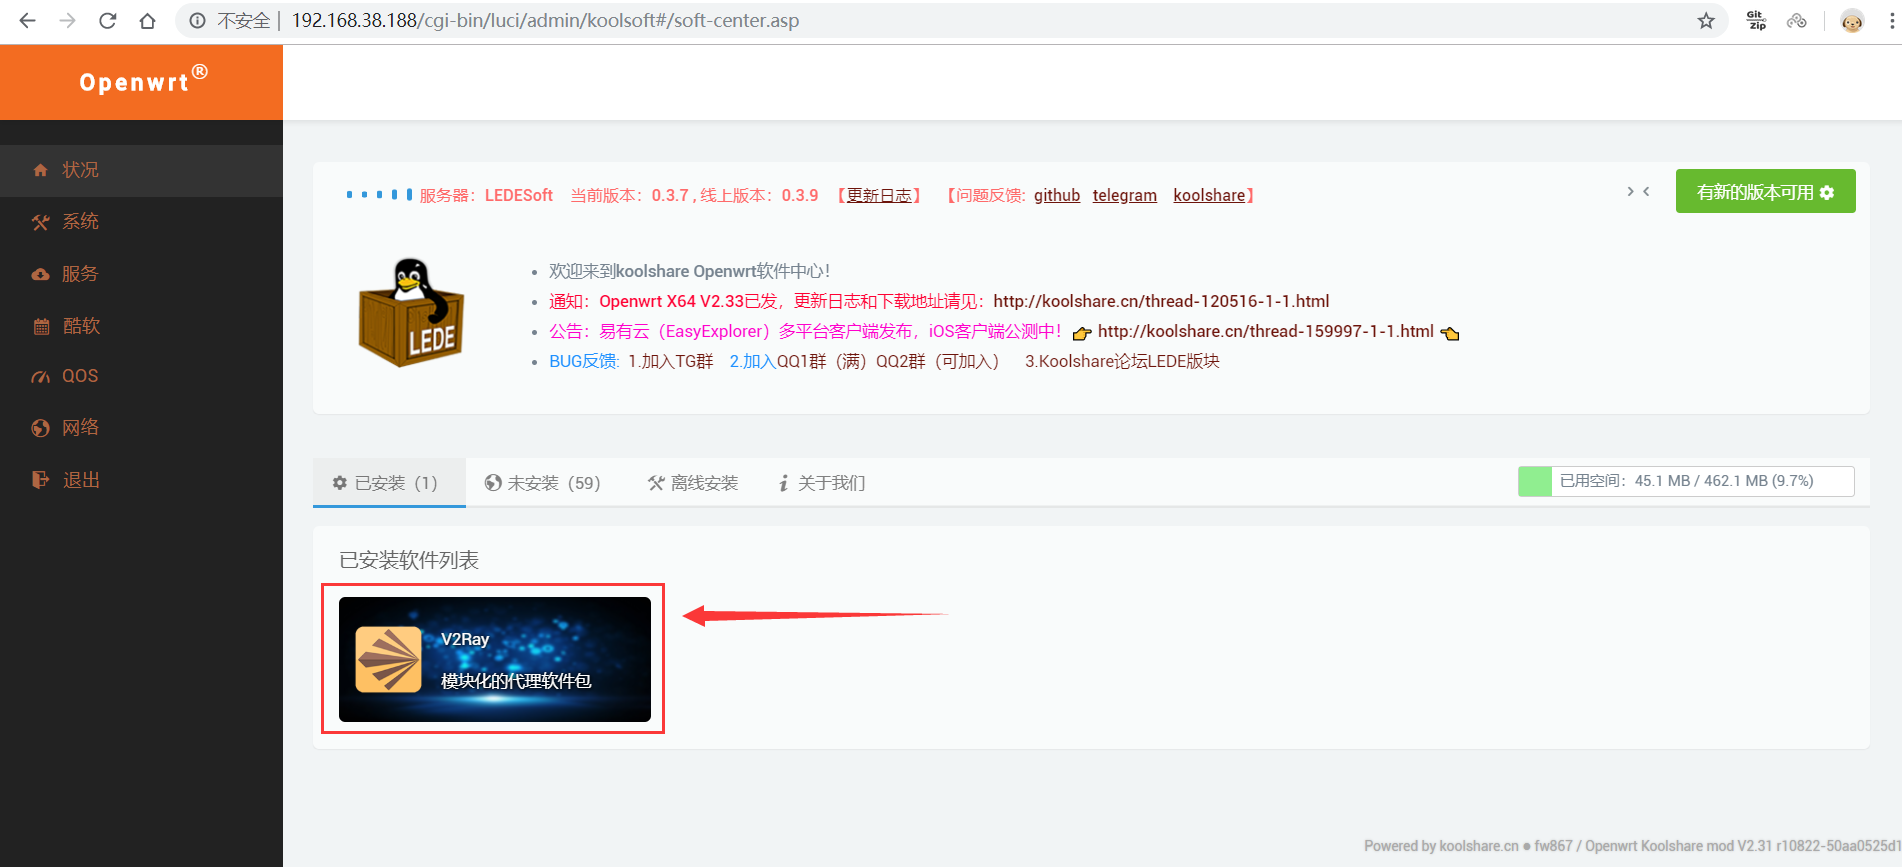 不安全 | 192.168.38.188/cgi-bin/luci/admin/koolsoft#/soft-center.asp
Git Zip
Openwrt®
状况
系统
服务
酷软
QOS
网络
退出
服务器：LEDESoft 当前版本：0.3.7 , 线上版本：0.3.9 【更新日志】 【问题反馈: github telegram koolshare】
有新的版本可用
LEDE
欢迎来到koolshare Openwrt软件中心！
通知：Openwrt X64 V2.33已发，更新日志和下载地址请见：http://koolshare.cn/thread-120516-1-1.html
公告：易有云（EasyExplorer）多平台客户端发布，iOS客户端公测中！ 👉 http://koolshare.cn/thread-159997-1-1.html 👈
BUG反馈: 1.加入TG群 2.加入QQ1群（满）QQ2群（可加入） 3.Koolshare论坛LEDE版块
已安装（1） 未安装（59） 离线安装 关于我们
已用空间：45.1 MB / 462.1 MB (9.7%)
已安装软件列表
V2Ray
模块化的代理软件包
Powered by koolshare.cn ● fw867 / Openwrt Koolshare mod V2.31 r10822-50aa0525d1